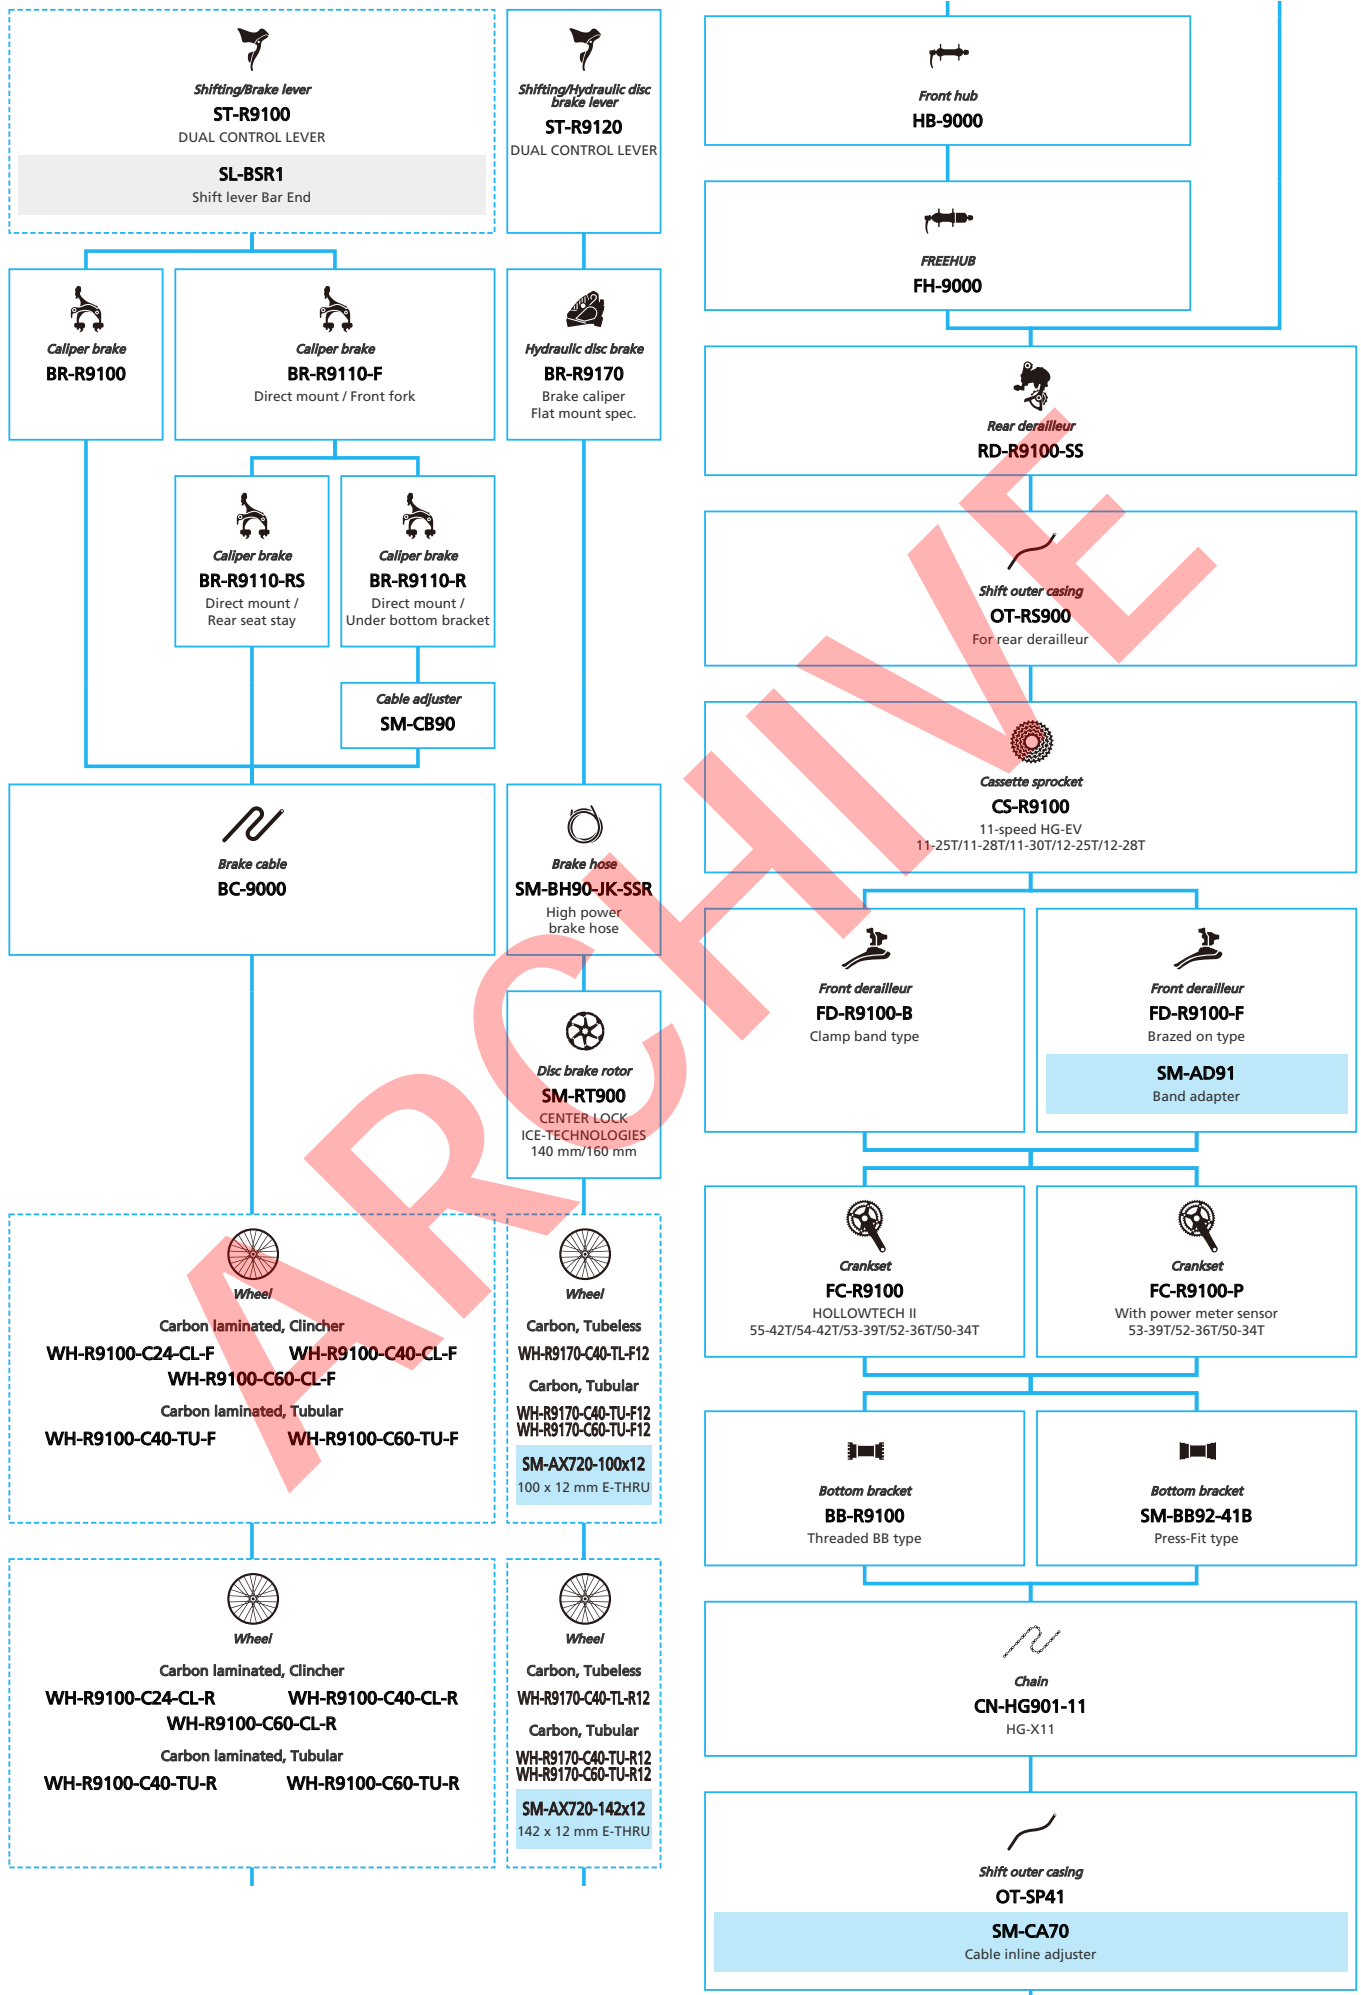 Shifting/Brake lever
ST-R9100
DUAL CONTROL LEVER
SL-BSR1
Shift lever Bar End
Shifting/Hydraulic disc
brake lever
ST-R9120
DUAL CONTROL LEVER
Caliper brake
BR-R9100
Caliper brake
BR-R9110-F
Direct mount / Front fork
Hydraulic disc brake
BR-R9170
Brake caliper
Flat mount spec.
Caliper brake
BR-R9110-RS
Direct mount /
Rear seat stay
Caliper brake
BR-R9110-R
Direct mount /
Under bottom bracket
Cable adjuster
SM-CB90
Brake cable
BC-9000
Brake hose
SM-BH90-JK-SSR
High power
brake hose
Disc brake rotor
SM-RT900
CENTER LOCK
ICE-TECHNOLOGIES
140 mm/160 mm
Wheel
Carbon laminated, Clincher
WH-R9100-C24-CL-F WH-R9100-C40-CL-F
WH-R9100-C60-CL-F
Carbon laminated, Tubular
WH-R9100-C40-TU-F WH-R9100-C60-TU-F
Wheel
Carbon, Tubeless
WH-R9170-C40-TL-F12
Carbon, Tubular
WH-R9170-C40-TU-F12
WH-R9170-C60-TU-F12
SM-AX720-100x12
100 x 12 mm E-THRU
Wheel
Carbon laminated, Clincher
WH-R9100-C24-CL-R WH-R9100-C40-CL-R
WH-R9100-C60-CL-R
Carbon laminated, Tubular
WH-R9100-C40-TU-R WH-R9100-C60-TU-R
Wheel
Carbon, Tubeless
WH-R9170-C40-TL-R12
Carbon, Tubular
WH-R9170-C40-TU-R12
WH-R9170-C60-TU-R12
SM-AX720-142x12
142 x 12 mm E-THRU
Front hub
HB-9000
FREEHUB
FH-9000
Rear derailleur
RD-R9100-SS
Shift outer casing
OT-RS900
For rear derailleur
Cassette sprocket
CS-R9100
11-speed HG-EV
11-25T/11-28T/11-30T/12-25T/12-28T
Front derailleur
FD-R9100-B
Clamp band type
Front derailleur
FD-R9100-F
Brazed on type
SM-AD91
Band adapter
Crankset
FC-R9100
HOLLOWTECH II
55-42T/54-42T/53-39T/52-36T/50-34T
Crankset
FC-R9100-P
With power meter sensor
53-39T/52-36T/50-34T
Bottom bracket
BB-R9100
Threaded BB type
Bottom bracket
SM-BB92-41B
Press-Fit type
Chain
CN-HG901-11
HG-X11
Shift outer casing
OT-SP41
SM-CA70
Cable inline adjuster
ARCHIVE